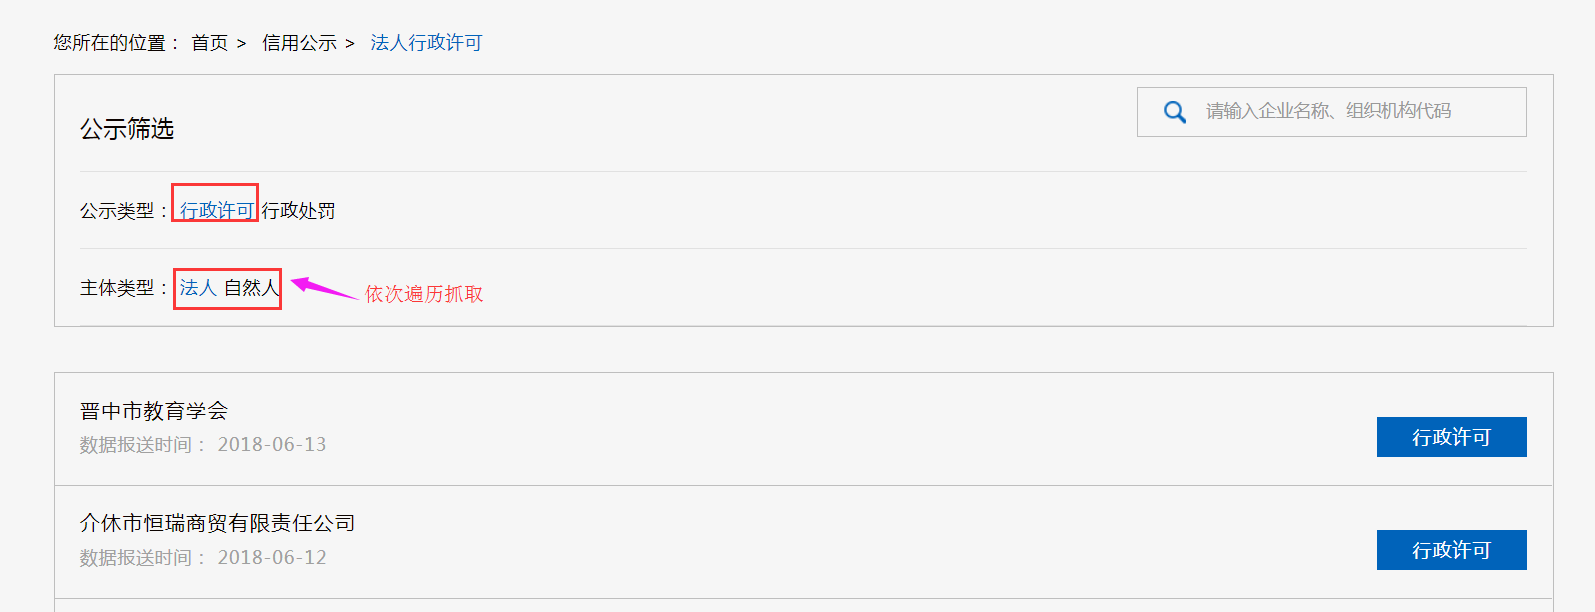 您所在的位置： 首页 > 信用公示 > 法人行政许可
公示筛选
请输入企业名称、组织机构代码
公示类型： 行政许可 行政处罚
主体类型： 法人 自然人
依次遍历抓取
晋中市教育学会
数据报送时间： 2018-06-13
行政许可
介休市恒瑞商贸有限责任公司
数据报送时间： 2018-06-12
行政许可